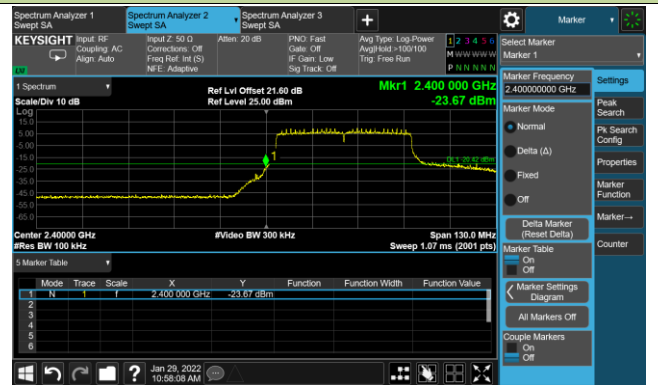 Spectrum Analyzer 1
Swept SA
Spectrum Analyzer 2
Swept SA
Spectrum Analyzer 3
Swept SA
Marker
KEYSIGHT
Input: RF
Coupling: AC
Align: Auto
Input Z: 50 Ω
Corrections: Off
Freq Ref: Int (S)
NFE: Adaptive
Atten: 20 dB
PNO: Fast
Gate: Off
IF Gain: Low
Sig Track: Off
Avg Type: Log-Power
Avg|Hold:>100/100
Trig: Free Run
1 2 3 4 5 6
M W W W W W
P N N N N N
LW
Select Marker
Marker 1
1 Spectrum
Scale/Div 10 dB
Ref Lvl Offset 21.60 dB
Ref Level 25.00 dBm
Mkr1 2.400 000 GHz
-23.67 dBm
Log
15.0
5.00
-5.00
-15.0
-25.0
-35.0
-45.0
-55.0
-65.0
1
DL1 -20.42 dBm
Center 2.40000 GHz
#Res BW 100 kHz
#Video BW 300 kHz
Span 130.0 MHz
Sweep 1.07 ms (2001 pts)
5 Marker Table
Mode Trace Scale X Y Function Function Width Function Value
1 N 1 f 2.400 000 GHz -23.67 dBm
2
3
4
5
6
Marker Frequency
2.400000000 GHz
Marker Mode
Normal
Delta (Δ)
Fixed
Off
Delta Marker
(Reset Delta)
Marker Table
On
Off
Marker Settings
Diagram
All Markers Off
Couple Markers
On
Off
Settings
Peak
Search
Pk Search
Config
Properties
Marker
Function
Marker→
Counter
Jan 29, 2022
10:58:08 AM